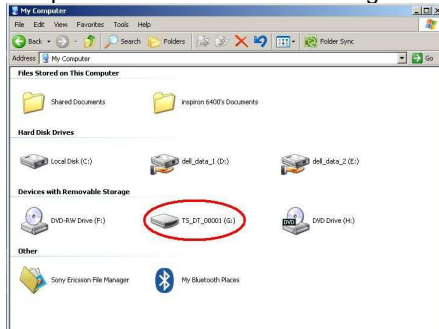 My Computer
File Edit View Favorites Tools Help
Back Search Folders Folder Sync
Address My Computer Go
Files Stored on This Computer
Shared Documents inspiron 6400's Documents
Hard Disk Drives
Local Disk (C:) dell_data_1 (D:) dell_data_2 (E:)
Devices with Removable Storage
DVD-RW Drive (F:) TS_DT_00001 (G:) DVD Drive (H:)
DVD
Other
Sony Ericsson File Manager My Bluetooth Places